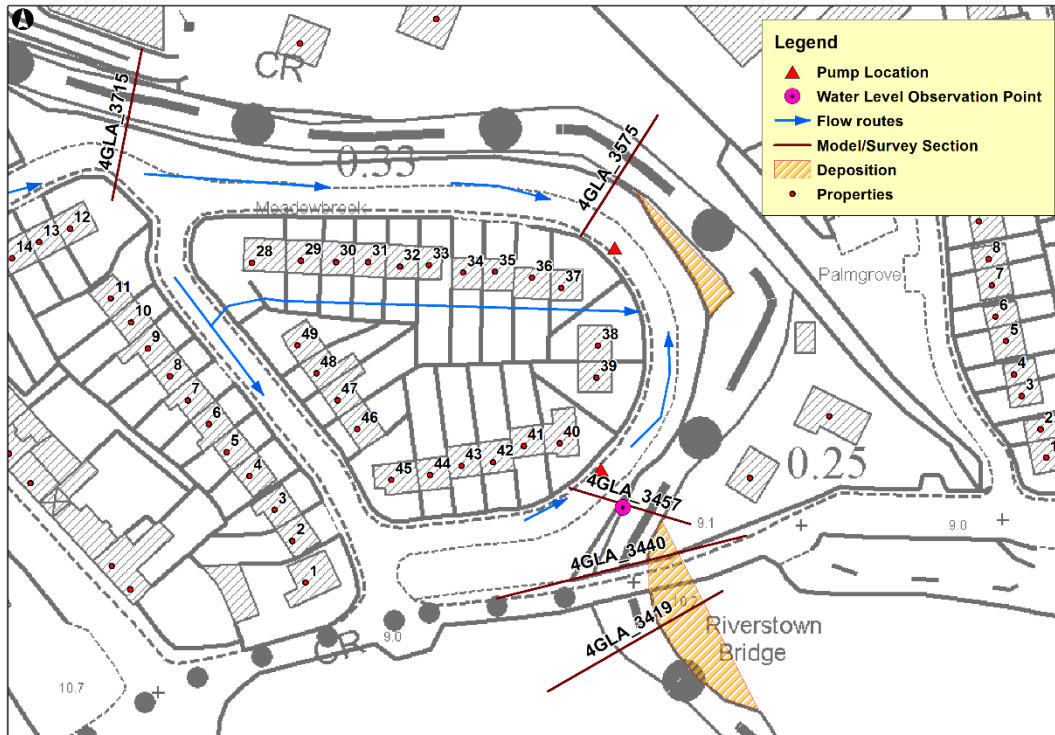 Legend
Pump Location
Water Level Observation Point
Flow routes
Model/Survey Section
Deposition
Properties
CR
4GLA_3715
4GLA_3575
0.33
Meadowbrook
Palmgrove
14
13
12
11
10
9
8
7
6
5
4
3
2
1
28
29
30
31
32
33
34
35
36
37
38
39
49
48
47
46
45
44
43
42
41
40
8
7
6
5
4
3
2
1
0.25
4GLA_3457
9.1
9.0
4GLA_3440
10.7
4GLA_3419
Riverstown
Bridge
CR
9.0
10.7